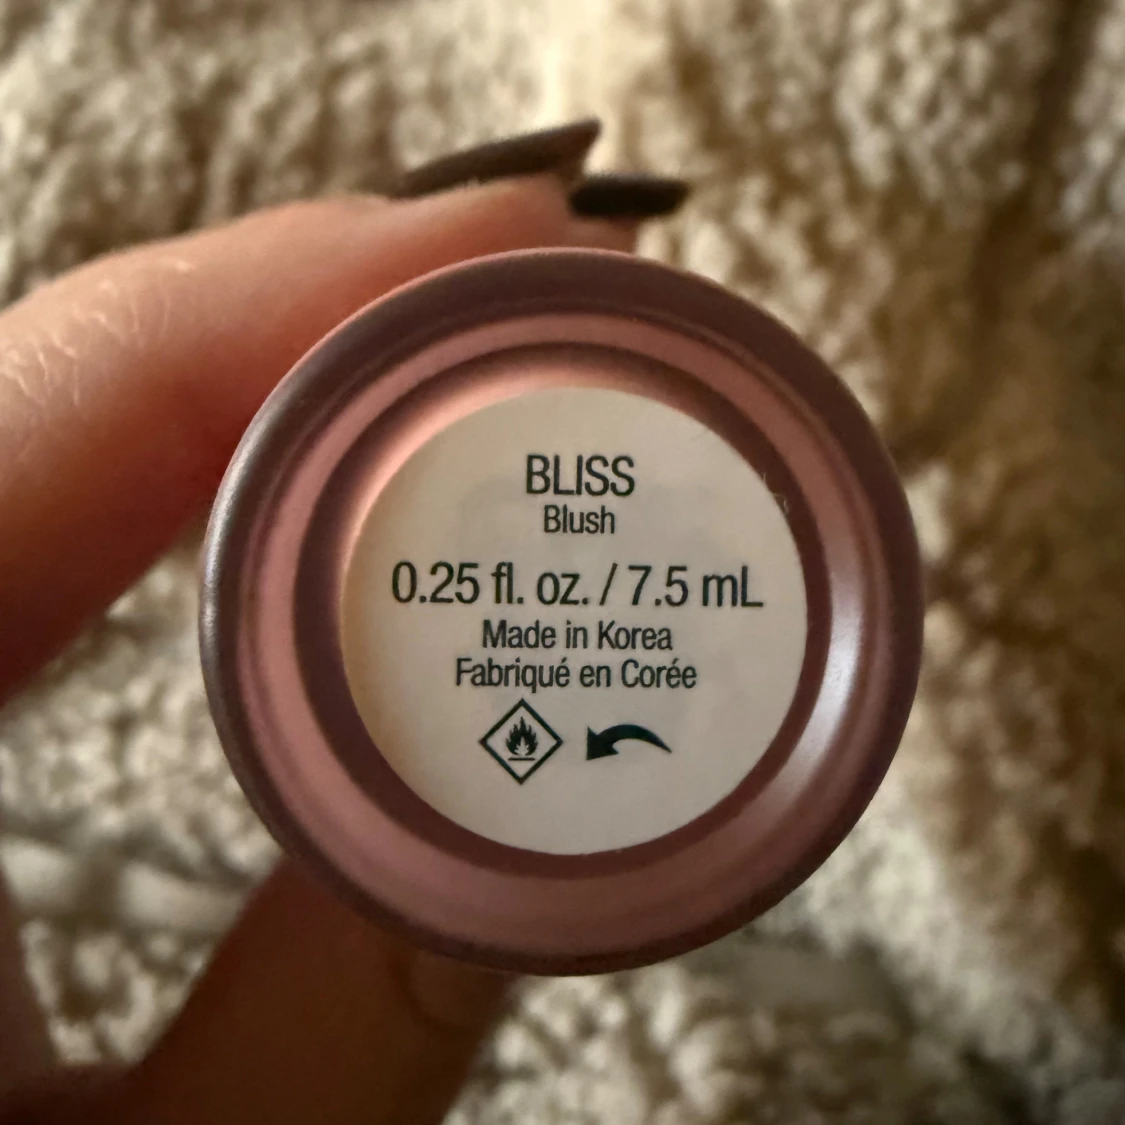 BLISS
Blush
0.25 fl. oz. / 7.5 mL
Made in Korea
Fabriqué en Corée